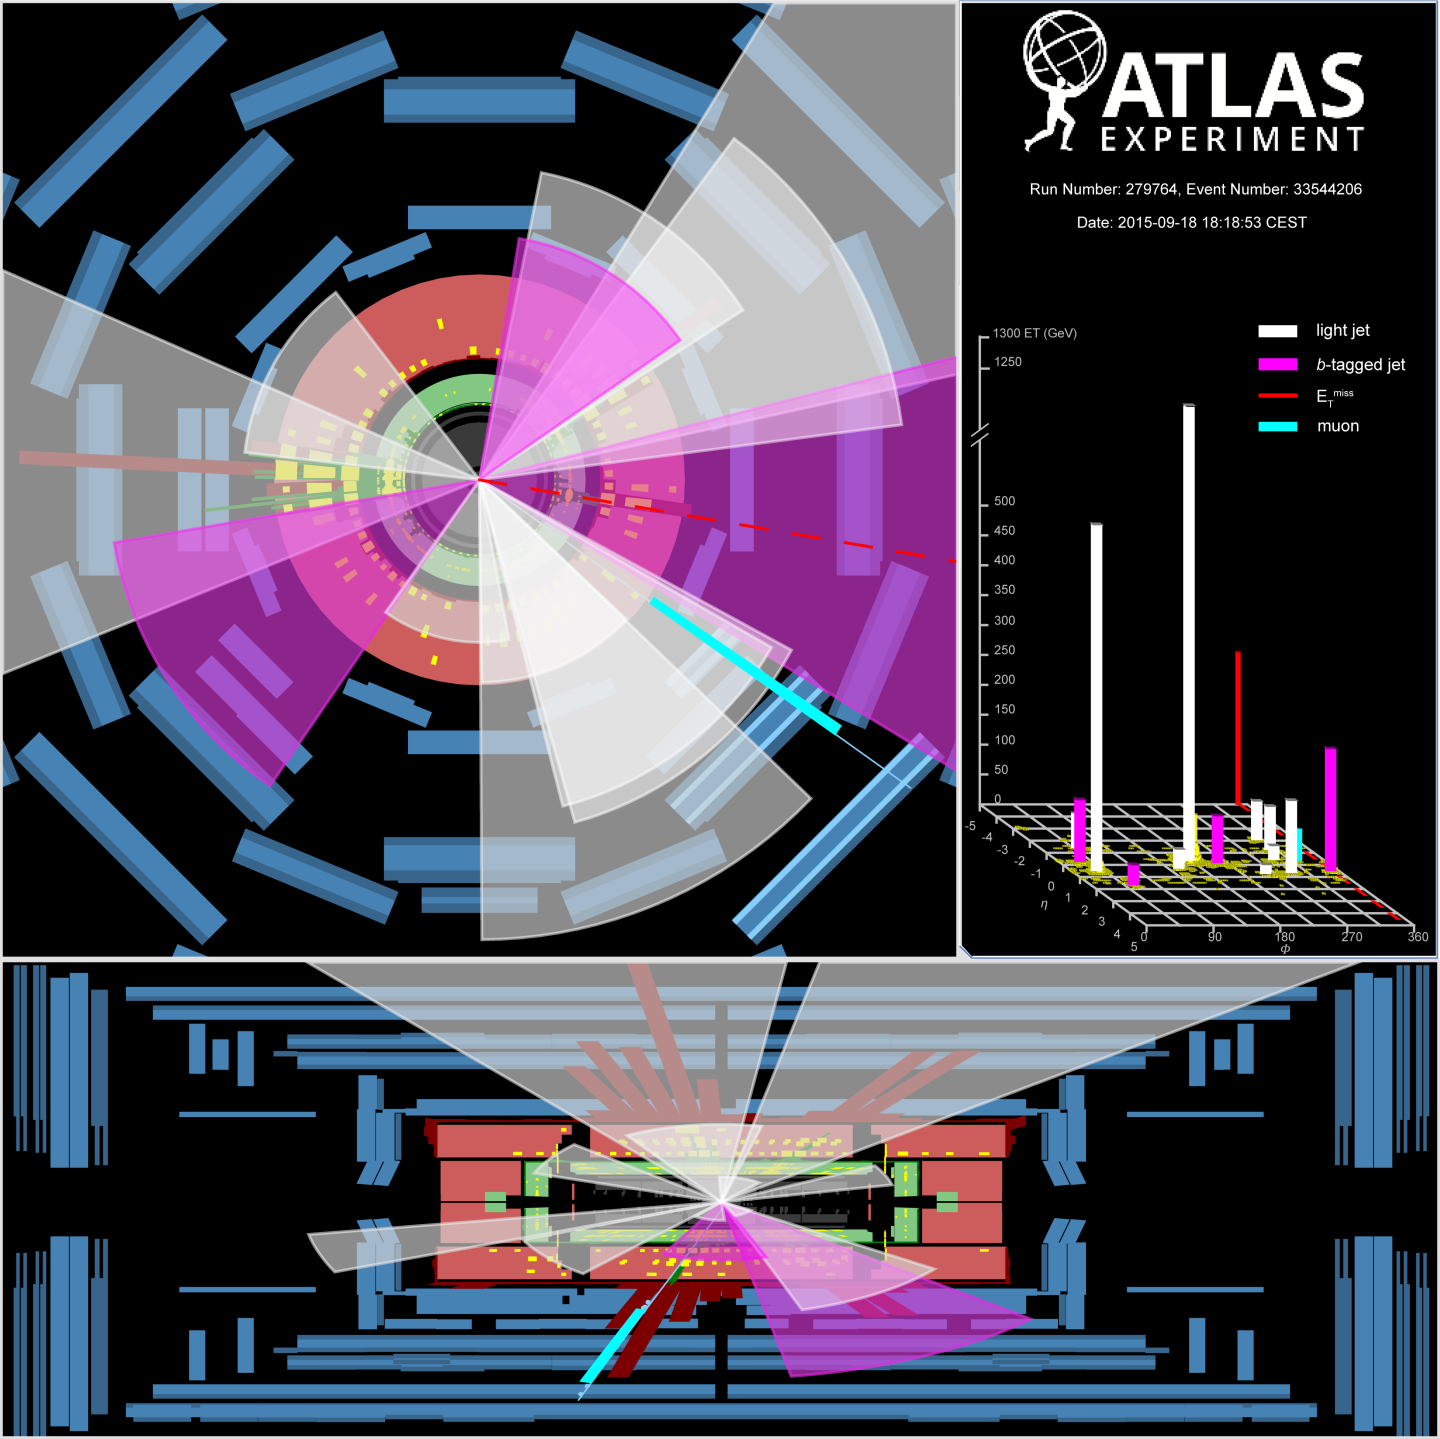 ATLAS
EXPERIMENT
Run Number: 279764, Event Number: 33544206
Date: 2015-09-18 18:18:53 CEST
light jet
b-tagged jet
E_T^miss
muon
1300 ET (GeV)
1250
500
450
400
350
300
250
200
150
100
50
0
-5
-4
-3
-2
-1
0
1
2
3
4
5
η
0 90 180 270 360
ϕ